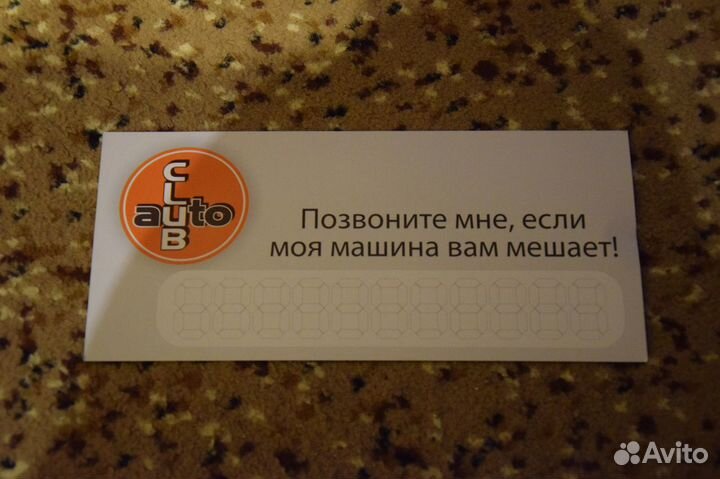 CLUB
auto
Позвоните мне, если
моя машина вам мешает!
Avito